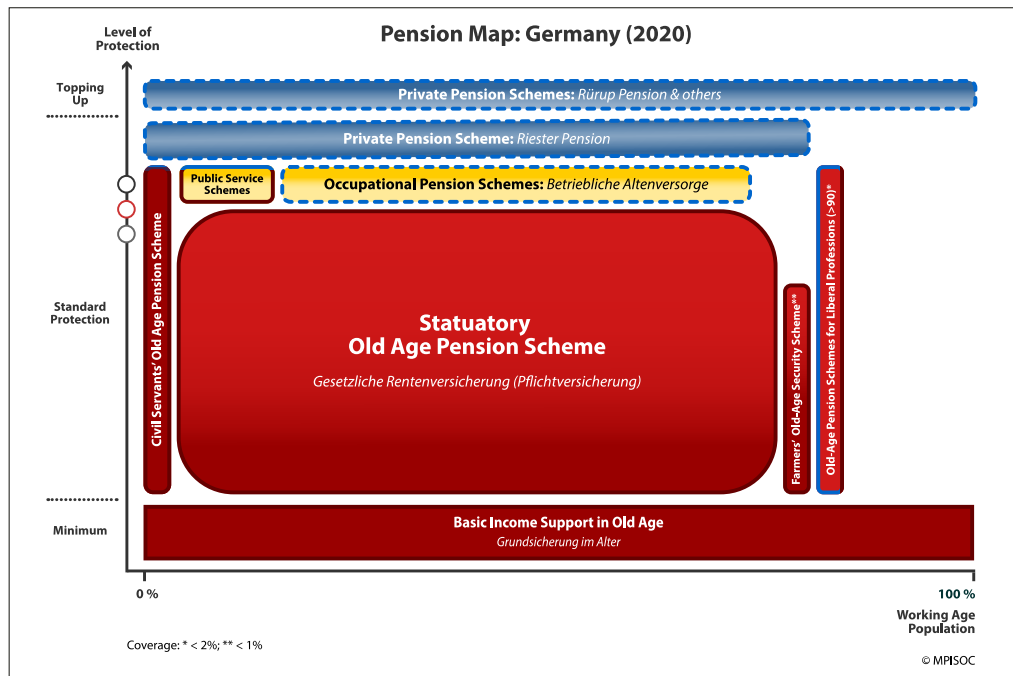 Level of
Protection
Pension Map: Germany (2020)
Topping
Up
Private Pension Schemes: Rürup Pension & others
Private Pension Scheme: Riester Pension
Public Service
Schemes
Occupational Pension Schemes: Betriebliche Altenversorge
Civil Servants' Old Age Pension Scheme
Standard
Protection
Statuatory
Old Age Pension Scheme
Gesetzliche Rentenversicherung (Pflichtversicherung)
Farmers' Old-Age Security Scheme**
Old-Age Pension Schemes for Liberal Professions (>90)*
Minimum
Basic Income Support in Old Age
Grundsicherung im Alter
0 %
100 %
Working Age
Population
Coverage: * < 2%; ** < 1%
© MPISOC